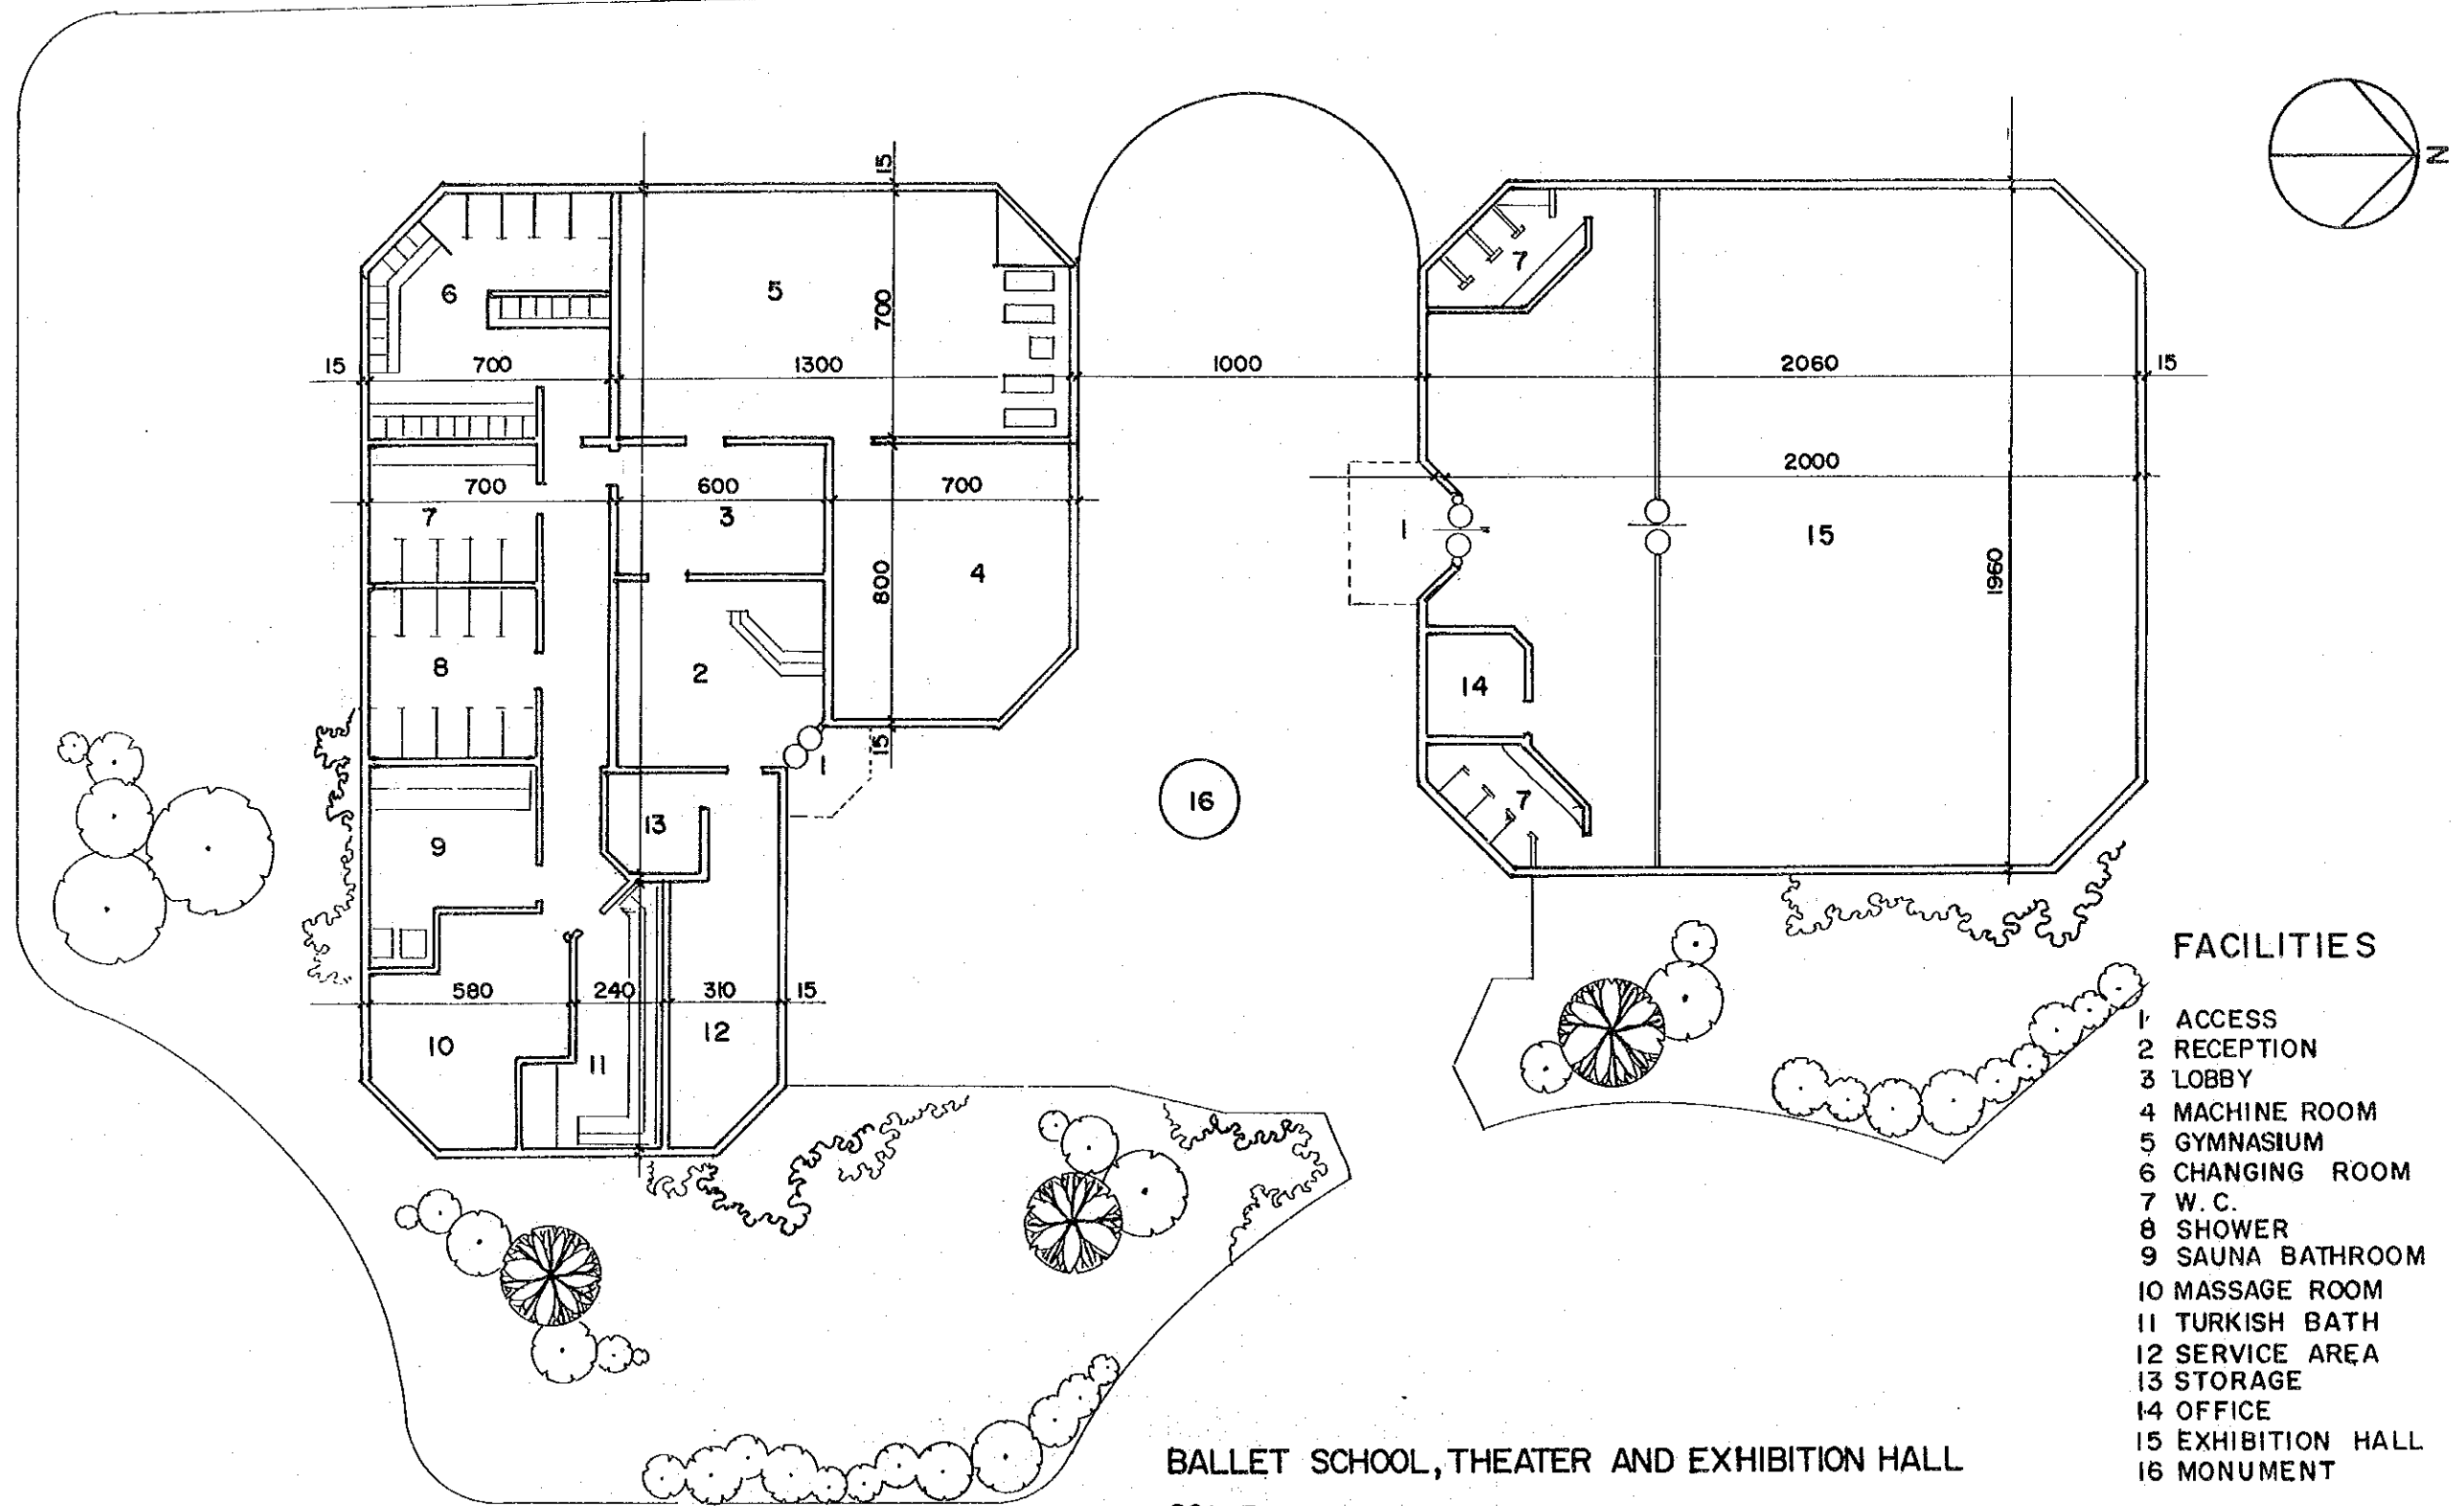 15
15
N
6
5
7
700
15
700
1300
1000
2060
15
700
600
700
2000
7
3
1
15
4
800
1960
8
2
14
15
1
16
7
13
9
580
240
310
15
12
10
11
FACILITIES
1 ACCESS
2 RECEPTION
3 LOBBY
4 MACHINE ROOM
5 GYMNASIUM
6 CHANGING ROOM
7 W.C.
8 SHOWER
9 SAUNA BATHROOM
10 MASSAGE ROOM
11 TURKISH BATH
12 SERVICE AREA
13 STORAGE
14 OFFICE
15 EXHIBITION HALL
16 MONUMENT
BALLET SCHOOL, THEATER AND EXHIBITION HALL